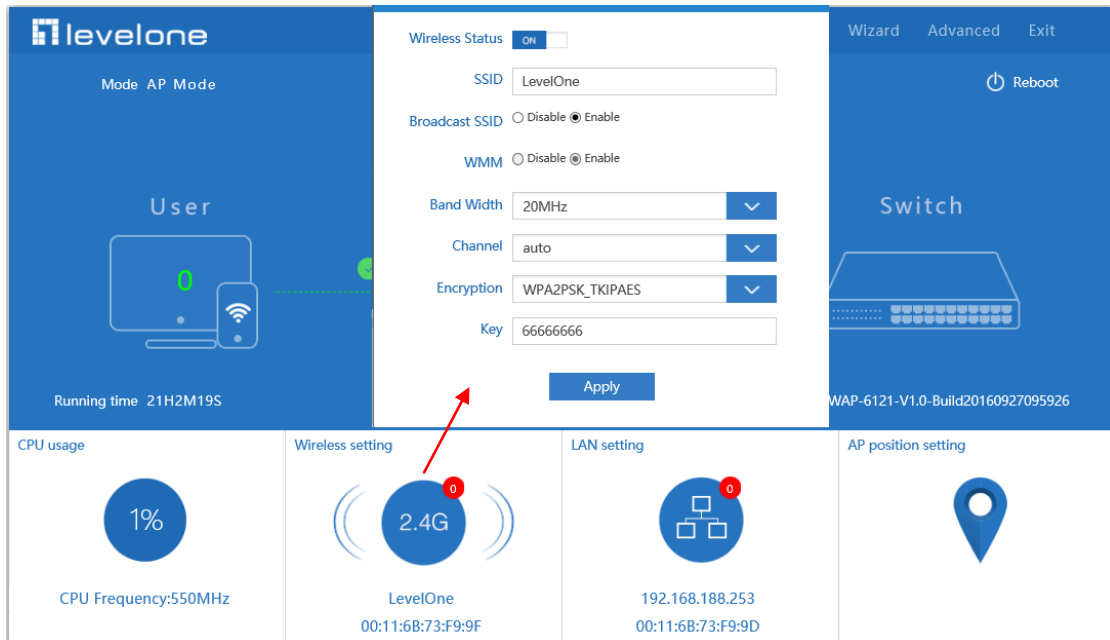 levelone
Wizard Advanced Exit
Mode AP Mode
Reboot
Wireless Status ON
SSID LevelOne
Broadcast SSID Disable Enable
WMM Disable Enable
Band Width 20MHz
Channel auto
Encryption WPA2PSK_TKIPAES
Key 66666666
Apply
User
0
Switch
Running time 21H2M19S
WAP-6121-V1.0-Build20160927095926
CPU usage
1%
CPU Frequency:550MHz
Wireless setting
0
2.4G
LevelOne
00:11:6B:73:F9:9F
LAN setting
0
192.168.188.253
00:11:6B:73:F9:9D
AP position setting